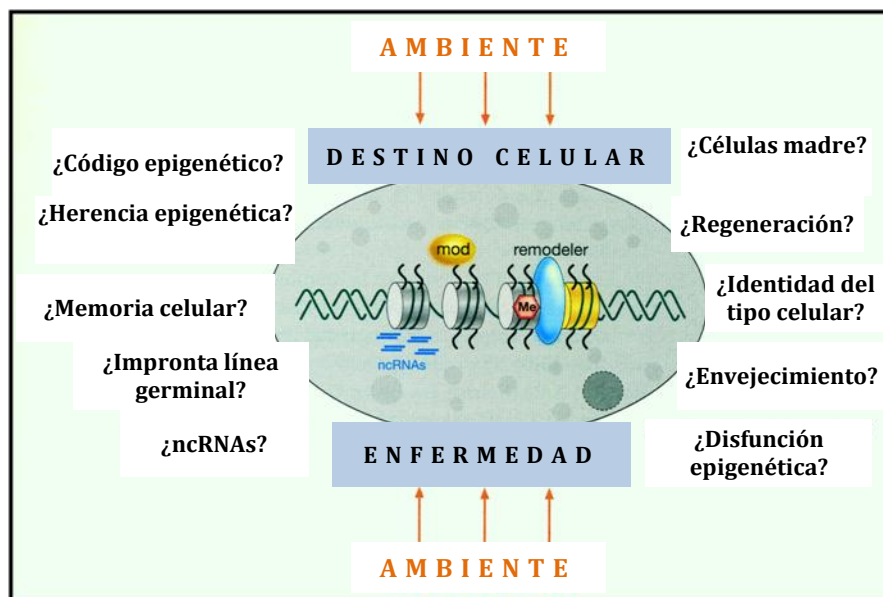 AMBIENTE
DESTINO CELULAR
¿Código epigenético?
¿Herencia epigenética?
¿Memoria celular?
¿Impronta línea
germinal?
¿ncRNAs?
¿Células madre?
¿Regeneración?
¿Identidad del
tipo celular?
¿Envejecimiento?
¿Disfunción
epigenética?
mod
remodeler
Me
ncRNAs
ENFERMEDAD
AMBIENTE